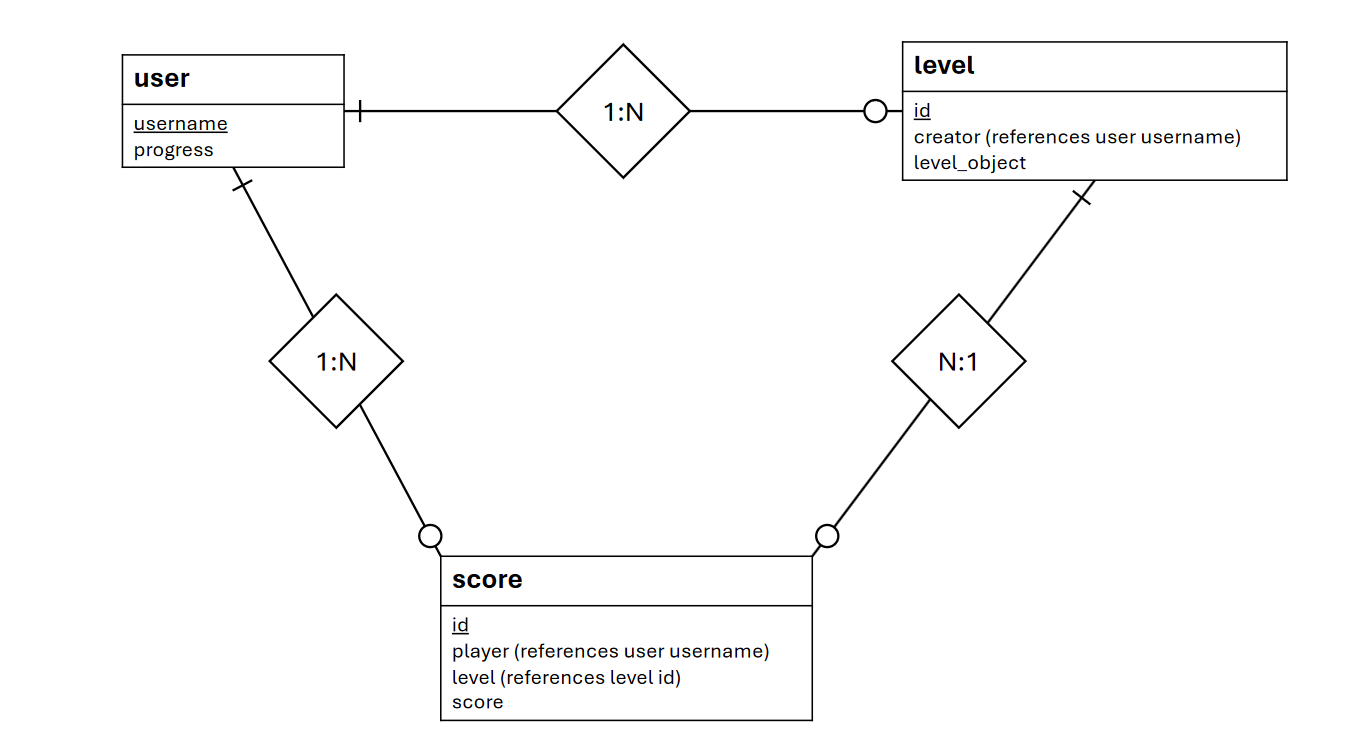 user
username
progress
1:N
level
id
creator (references user username)
level_object
1:N
N:1
score
id
player (references user username)
level (references level id)
score